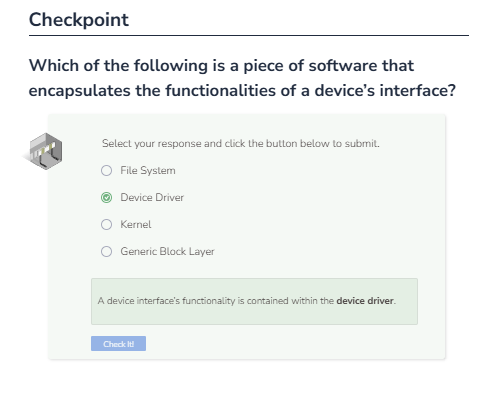 Checkpoint
Which of the following is a piece of software that
encapsulates the functionalities of a device's interface?
Select your response and click the button below to submit.
File System
Device Driver
Kernel
Generic Block Layer
A device interface's functionality is contained within the device driver.
Check It!